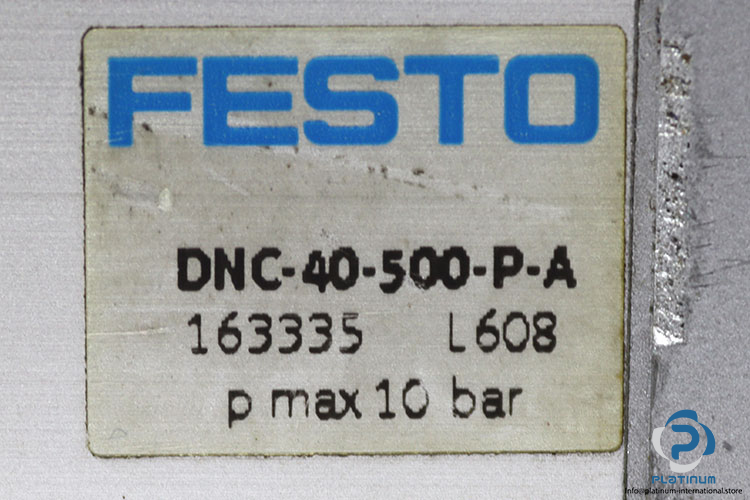 FESTO
DNC-40-500-P-A
163335 L608
p max 10 bar
P
PLATINUM
Info@platinum-international.store